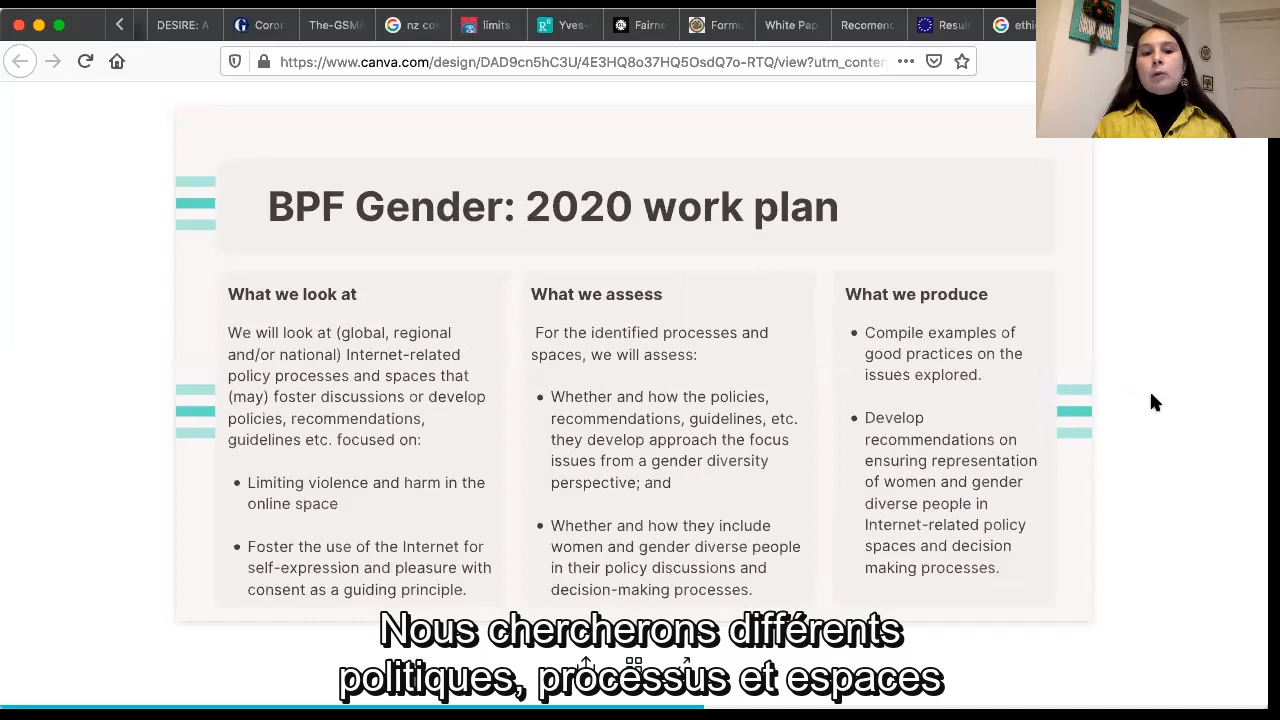 DESIRE: A
Coror
The-GSMA
nz co
limits
Yves-
Fairne
Formu
White Pap
Recomend
Result
ethic
https://www.canva.com/design/DAD9cn5hC3U/4E3HQ8o37HQ5OsdQ7o-RTQ/view?utm_conten
BPF Gender: 2020 work plan
What we look at
We will look at (global, regional
and/or national) Internet-related
policy processes and spaces that
(may) foster discussions or develop
policies, recommendations,
guidelines etc. focused on:
• Limiting violence and harm in the
online space
• Foster the use of the Internet for
self-expression and pleasure with
consent as a guiding principle.
What we assess
For the identified processes and
spaces, we will assess:
• Whether and how the policies,
recommendations, guidelines, etc.
they develop approach the focus
issues from a gender diversity
perspective; and
• Whether and how they include
women and gender diverse people
in their policy discussions and
decision-making processes.
What we produce
• Compile examples of
good practices on the
issues explored.
• Develop
recommendations on
ensuring representation
of women and gender
diverse people in
Internet-related policy
spaces and decision
making processes.
Nous chercherons différents
politiques, processus et espaces